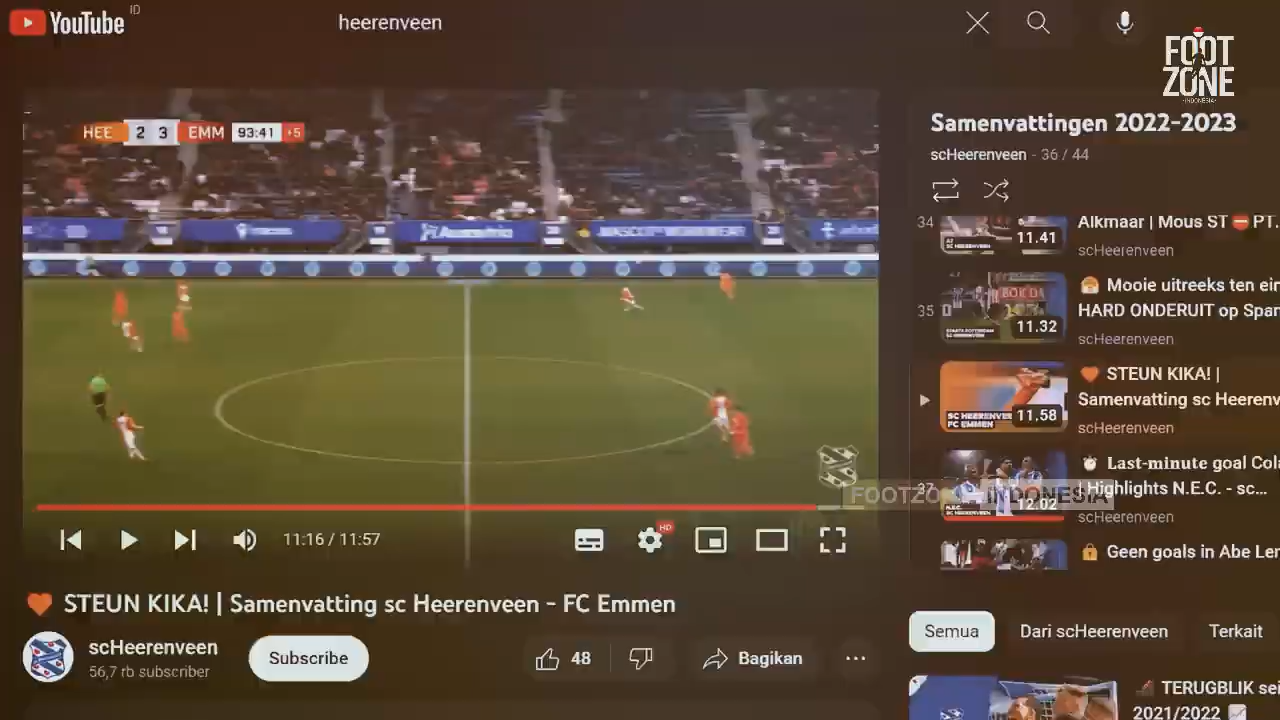 YouTube ID
heerenveen
FOOT
ZONE
-INDONESIA-
HEE 2 3 EMM 93:41 +5
Samenvattingen 2022-2023
scHeerenveen - 36 / 44
34
Alkmaar | Mous ST⛔PT.
11.41
scHeerenveen
35
Mooie uitreeks ten ein
HARD ONDERUIT op Spar
11.32
scHeerenveen
STEUN KIKA! |
Samenvatting sc Heerenv
SC HEERENVEEN
FC EMMEN
11.58
scHeerenveen
37
Last-minute goal Cola
| Highlights N.E.C. - sc...
12.02
scHeerenveen
FOOTZONE INDONESIA
Geen goals in Abe Len
HD
11:16 / 11:57
STEUN KIKA! | Samenvatting sc Heerenveen - FC Emmen
scHeerenveen
56,7 rb subscriber
Subscribe
48
Bagikan
Semua
Dari scHeerenveen
Terkait
TERUGBLIK sei
2021/2022